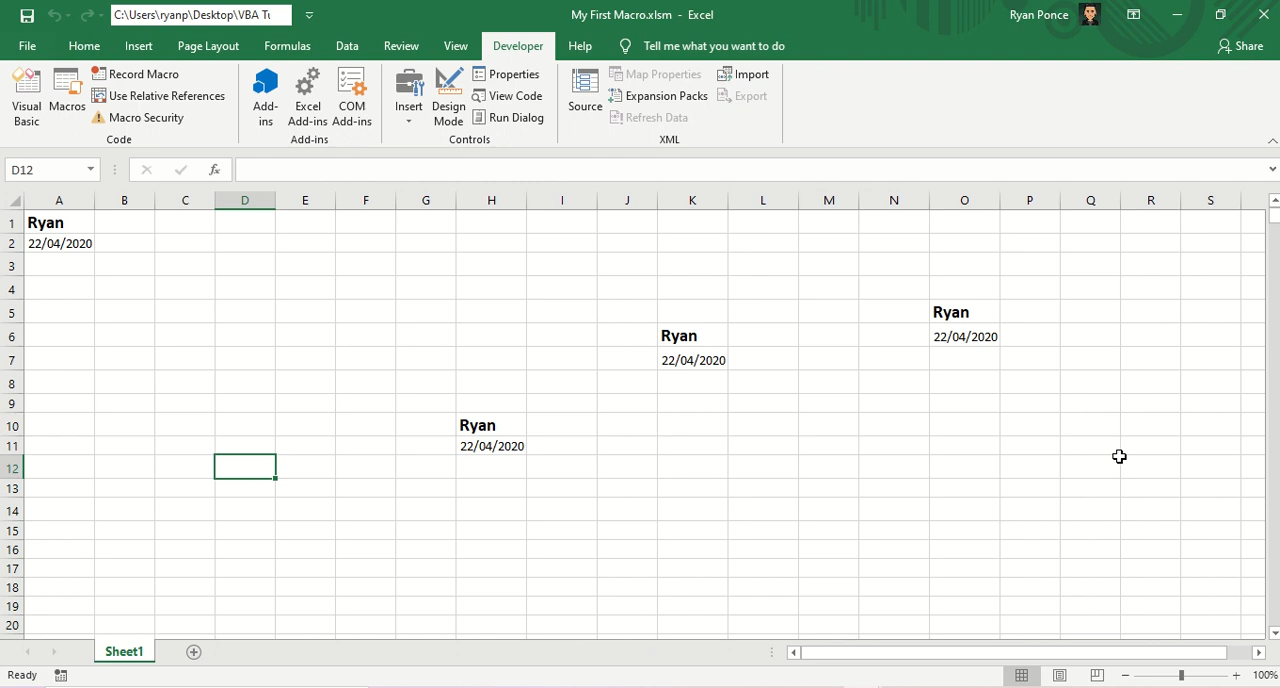 C:\Users\ryanp\Desktop\VBA Tu
My First Macro.xlsm - Excel
Ryan Ponce
File Home Insert Page Layout Formulas Data Review View Developer Help Tell me what you want to do Share
Visual Basic
Macros
Record Macro
Use Relative References
Macro Security
Code
Add-ins
Excel Add-ins
COM Add-ins
Add-ins
Insert
Design Mode
Properties
View Code
Run Dialog
Controls
Source
Map Properties
Expansion Packs
Refresh Data
Import
Export
XML
D12 fx
A B C D E F G H I J K L M N O P Q R S
1 Ryan
2 22/04/2020
3
4
5 Ryan
6 Ryan 22/04/2020
7 22/04/2020
8
9
10 Ryan
11 22/04/2020
12
13
14
15
16
17
18
19
20
Sheet1
Ready 100%